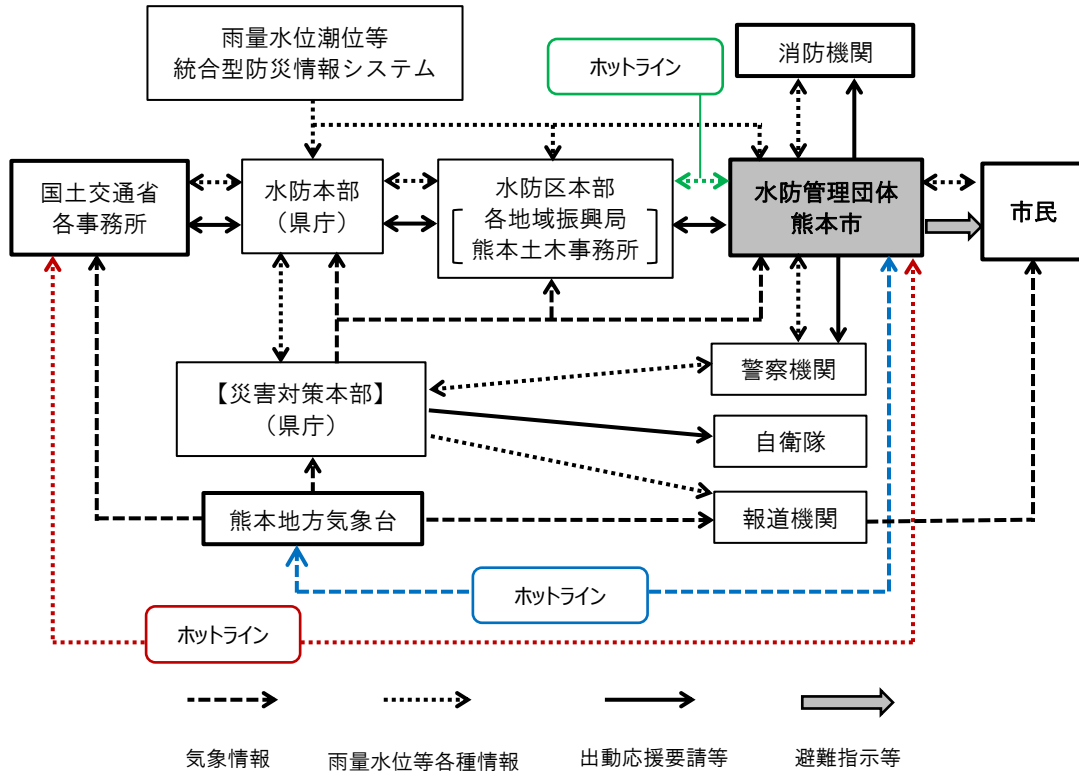 雨量水位潮位等
統合型防災情報システム
ホットライン
消防機関
国土交通省
各事務所
水防本部
（県庁）
水防区本部
各地域振興局
熊本土木事務所
水防管理団体
熊本市
市民
【災害対策本部】
（県庁）
警察機関
自衛隊
熊本地方気象台
報道機関
ホットライン
ホットライン
気象情報
雨量水位等各種情報
出動応援要請等
避難指示等